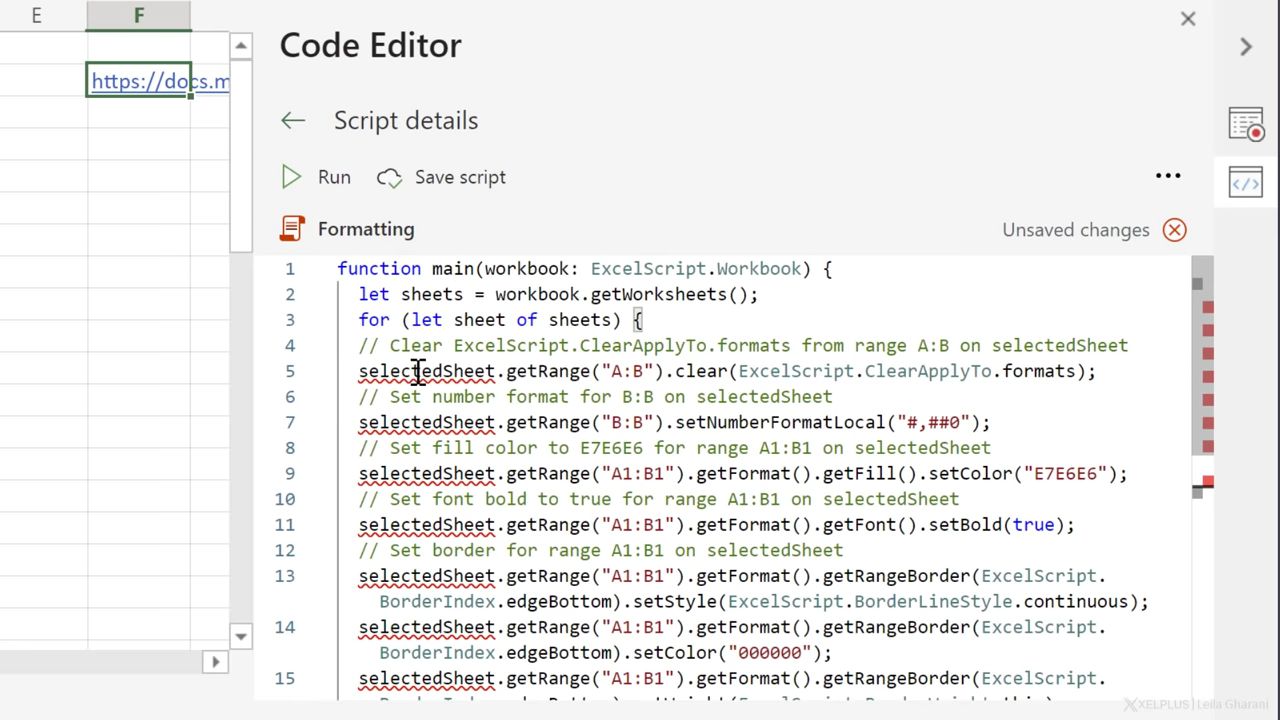 E F
https://docs.m
Code Editor
Script details
Run Save script
Formatting Unsaved changes
1 function main(workbook: ExcelScript.Workbook) {
2 let sheets = workbook.getWorksheets();
3 for (let sheet of sheets) {
4 // Clear ExcelScript.ClearApplyTo.formats from range A:B on selectedSheet
5 selectedSheet.getRange("A:B").clear(ExcelScript.ClearApplyTo.formats);
6 // Set number format for B:B on selectedSheet
7 selectedSheet.getRange("B:B").setNumberFormatLocal("#,##0");
8 // Set fill color to E7E6E6 for range A1:B1 on selectedSheet
9 selectedSheet.getRange("A1:B1").getFormat().getFill().setColor("E7E6E6");
10 // Set font bold to true for range A1:B1 on selectedSheet
11 selectedSheet.getRange("A1:B1").getFormat().getFont().setBold(true);
12 // Set border for range A1:B1 on selectedSheet
13 selectedSheet.getRange("A1:B1").getFormat().getRangeBorder(ExcelScript.
BorderIndex.edgeBottom).setStyle(ExcelScript.BorderLineStyle.continuous);
14 selectedSheet.getRange("A1:B1").getFormat().getRangeBorder(ExcelScript.
BorderIndex.edgeBottom).setColor("000000");
15 selectedSheet.getRange("A1:B1").getFormat().getRangeBorder(ExcelScript.
XELPLUS | Leila Gharani